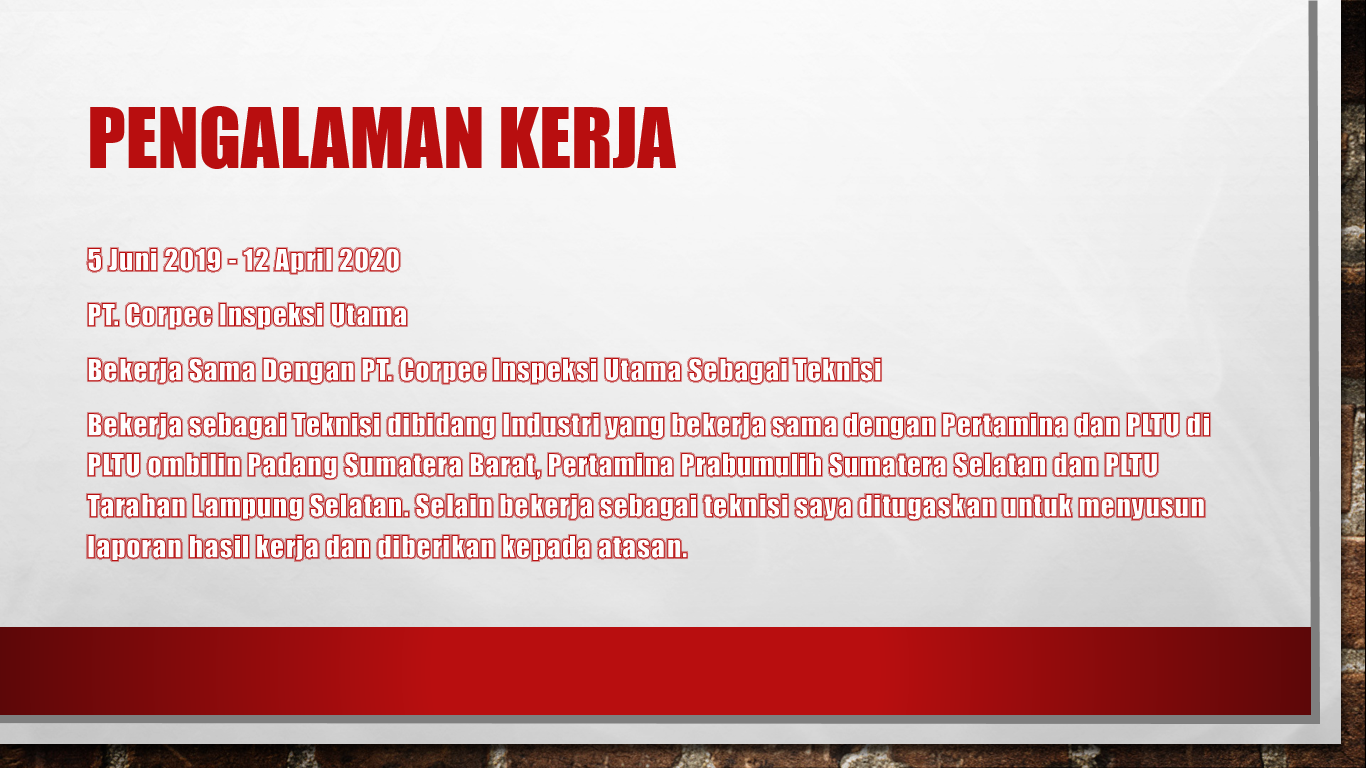 PENGALAMAN KERJA
5 Juni 2019 - 12 April 2020
PT. Corpec Inspeksi Utama
Bekerja Sama Dengan PT. Corpec Inspeksi Utama Sebagai Teknisi
Bekerja sebagai Teknisi dibidang Industri yang bekerja sama dengan Pertamina dan PLTU di
PLTU ombilin Padang Sumatera Barat, Pertamina Prabumulih Sumatera Selatan dan PLTU
Tarahan Lampung Selatan. Selain bekerja sebagai teknisi saya ditugaskan untuk menyusun
laporan hasil kerja dan diberikan kepada atasan.